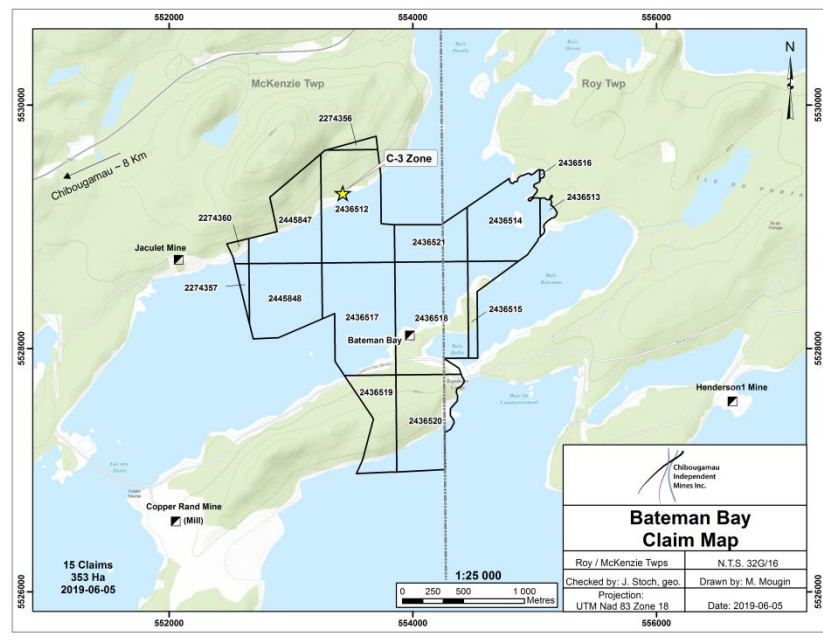 552000
554000
556000
5530000
5530000
5528000
5528000
5526000
5526000
McKenzie Twp
Roy Twp
N
Chibougamau ~ 8 Km
2274356
C-3 Zone
2436516
2436513
2436512
2445847
2436514
2274360
2436521
Jaculet Mine
2274357
2445848
2436517
2436518
2436515
Bateman Bay
2436519
2436520
Henderson1 Mine
Copper Rand Mine
(Mill)
15 Claims
353 Ha
2019-06-05
1:25 000
0 250 500 1 000
Metres
Chibougamau
Independent
Mines Inc.
Bateman Bay
Claim Map
Roy / McKenzie Twps
N.T.S. 32G/16
Checked by: J. Stoch, geo.
Drawn by: M. Mougin
Projection:
UTM Nad 83 Zone 18
Date: 2019-06-05
552000
554000
556000